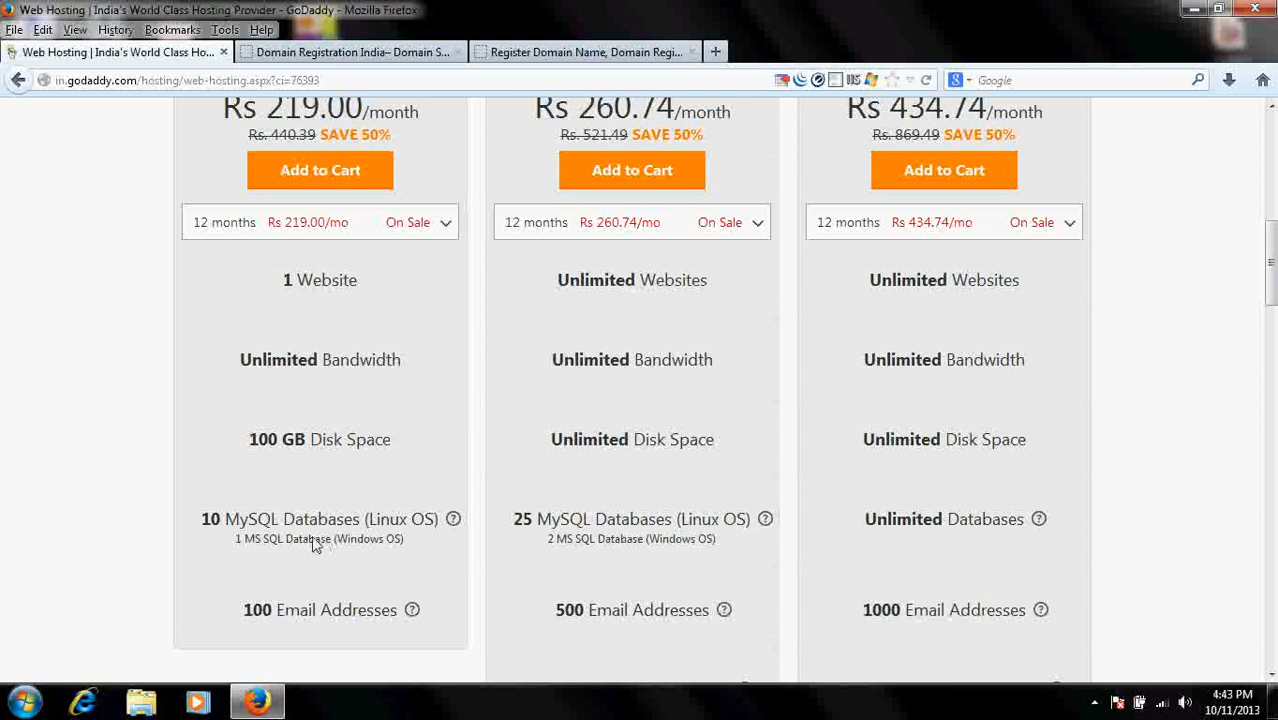 Web Hosting | India's World Class Hosting Provider - GoDaddy - Mozilla Firefox
File Edit View History Bookmarks Tools Help
Web Hosting | India's World Class Ho... × Domain Registration India– Domain S... × Register Domain Name, Domain Regi... × +
in.godaddy.com/hosting/web-hosting.aspx?ci=76393
Google
Rs 219.00/month
Rs. 440.39 SAVE 50%
Add to Cart
12 months Rs 219.00/mo On Sale
1 Website
Unlimited Bandwidth
100 GB Disk Space
10 MySQL Databases (Linux OS) ?
1 MS SQL Database (Windows OS)
100 Email Addresses ?
Rs 260.74/month
Rs. 521.49 SAVE 50%
Add to Cart
12 months Rs 260.74/mo On Sale
Unlimited Websites
Unlimited Bandwidth
Unlimited Disk Space
25 MySQL Databases (Linux OS) ?
2 MS SQL Database (Windows OS)
500 Email Addresses ?
Rs 434.74/month
Rs. 869.49 SAVE 50%
Add to Cart
12 months Rs 434.74/mo On Sale
Unlimited Websites
Unlimited Bandwidth
Unlimited Disk Space
Unlimited Databases ?
1000 Email Addresses ?
4:43 PM
10/11/2013